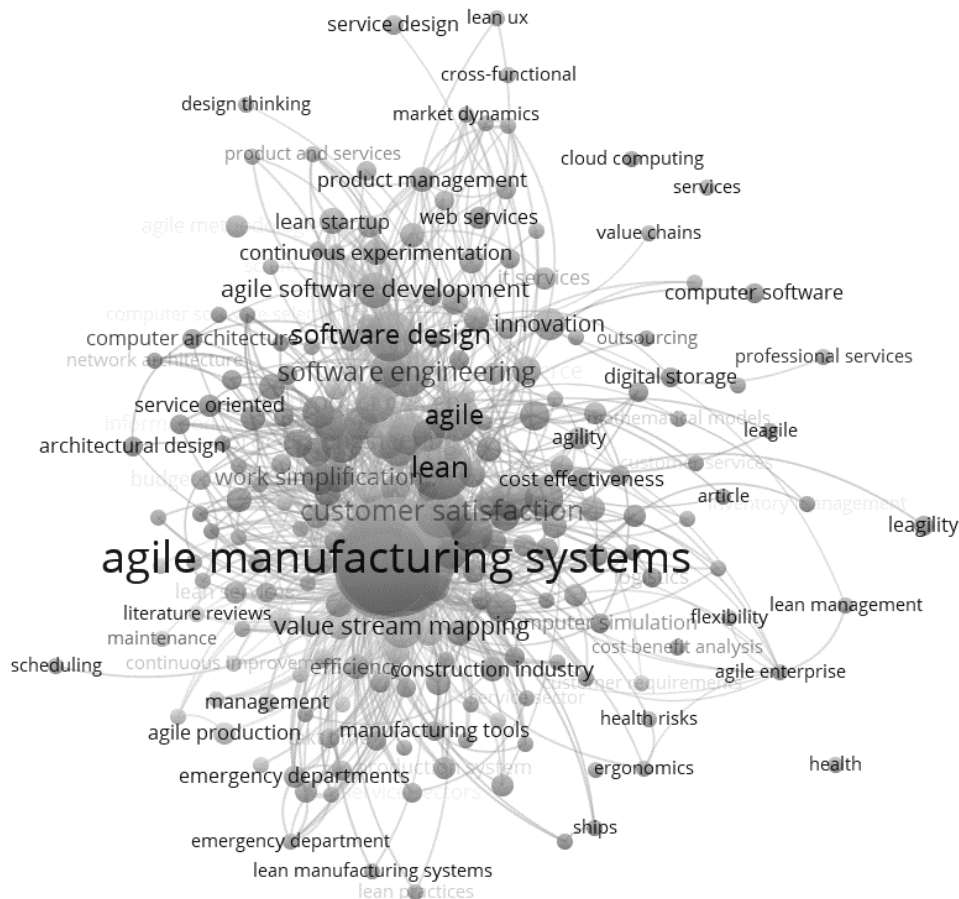 service design
lean ux
cross-functional
design thinking
market dynamics
product and services
cloud computing
product management
services
lean startup
web services
agile
value chains
continuous experimentation
it services
agile software development
computer software
innovation
software design
computer architecture
outsourcing
professional services
network architecture
software engineering
digital storage
service oriented
agile
mathematical models
leagile
agility
architectural design
lean
customer services
work simplification
cost effectiveness
article
inventory management
customer satisfaction
leagility
agile manufacturing systems
logistics
lean management
literature reviews
flexibility
value stream mapping
computer simulation
maintenance
cost benefit analysis
scheduling
efficiency
construction industry
agile enterprise
customer requirements
service sector
management
health risks
agile production
manufacturing tools
health
production system
ergonomics
emergency departments
service sectors
ships
emergency department
lean manufacturing systems
lean practices